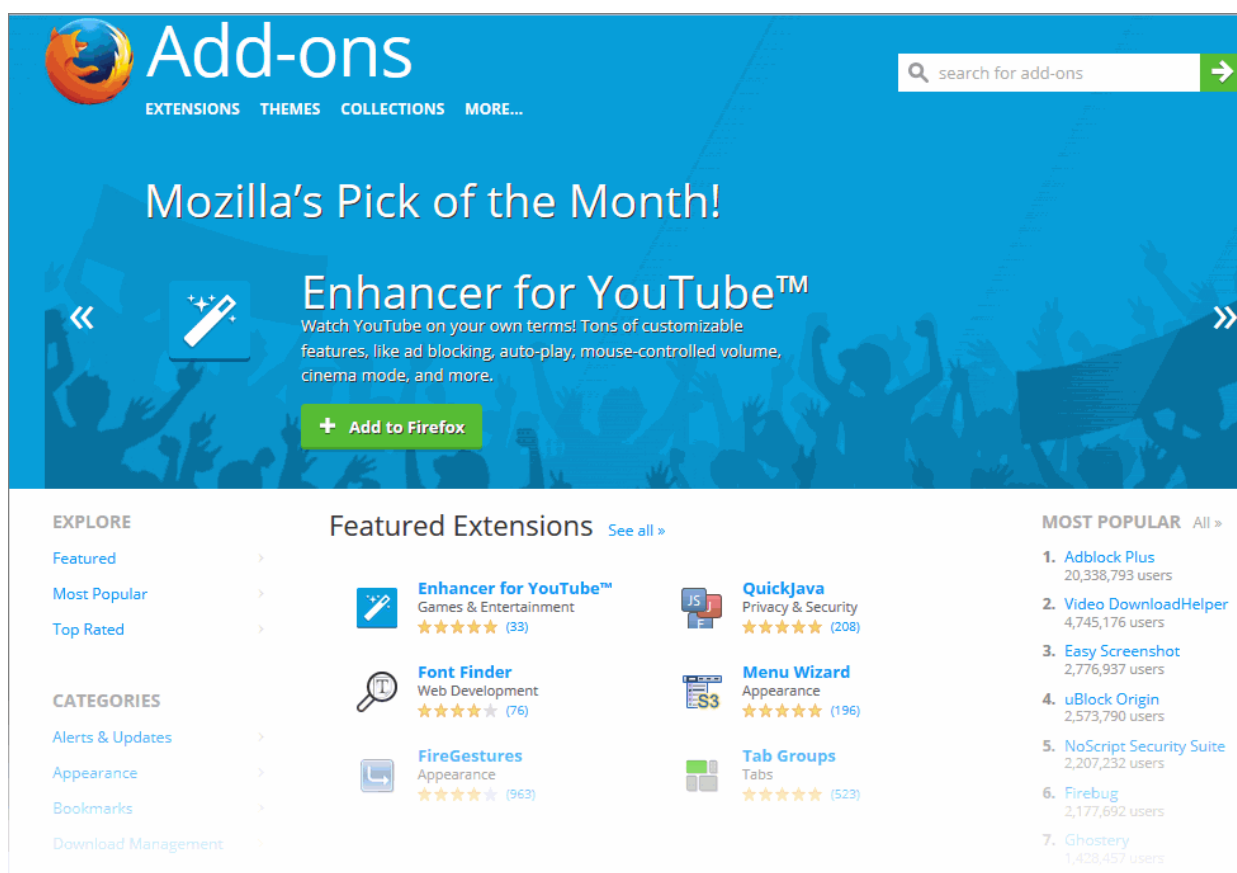 Add-ons
search for add-ons
EXTENSIONS THEMES COLLECTIONS MORE...
Mozilla's Pick of the Month!
Enhancer for YouTube™
Watch YouTube on your own terms! Tons of customizable
features, like ad blocking, auto-play, mouse-controlled volume,
cinema mode, and more.
Add to Firefox
EXPLORE
Featured
Most Popular
Top Rated
CATEGORIES
Alerts & Updates
Appearance
Bookmarks
Download Management
Featured Extensions See all »
Enhancer for YouTube™
Games & Entertainment
(33)
QuickJava
Privacy & Security
(208)
Font Finder
Web Development
(76)
Menu Wizard
Appearance
(196)
FireGestures
Appearance
(963)
Tab Groups
Tabs
(523)
MOST POPULAR All »
1. Adblock Plus
20,338,793 users
2. Video DownloadHelper
4,745,176 users
3. Easy Screenshot
2,776,937 users
4. uBlock Origin
2,573,790 users
5. NoScript Security Suite
2,207,232 users
6. Firebug
2,177,692 users
7. Ghostery
1,428,457 users